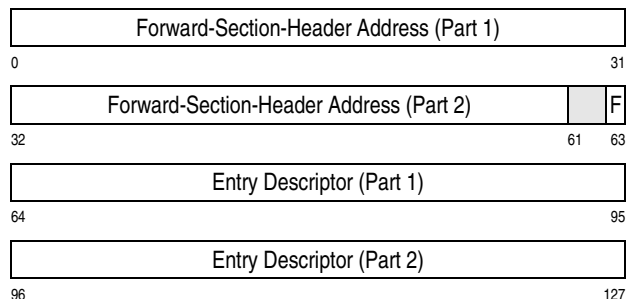 Forward-Section-Header Address (Part 1)
0 31
Forward-Section-Header Address (Part 2) F
32 61 63
Entry Descriptor (Part 1)
64 95
Entry Descriptor (Part 2)
96 127